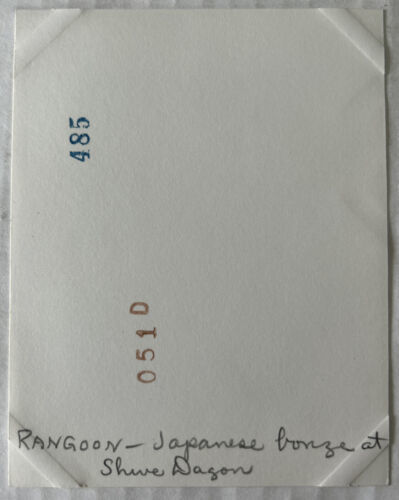 485
051D
RANGOON — Japanese bonze at
Shwe Dagon